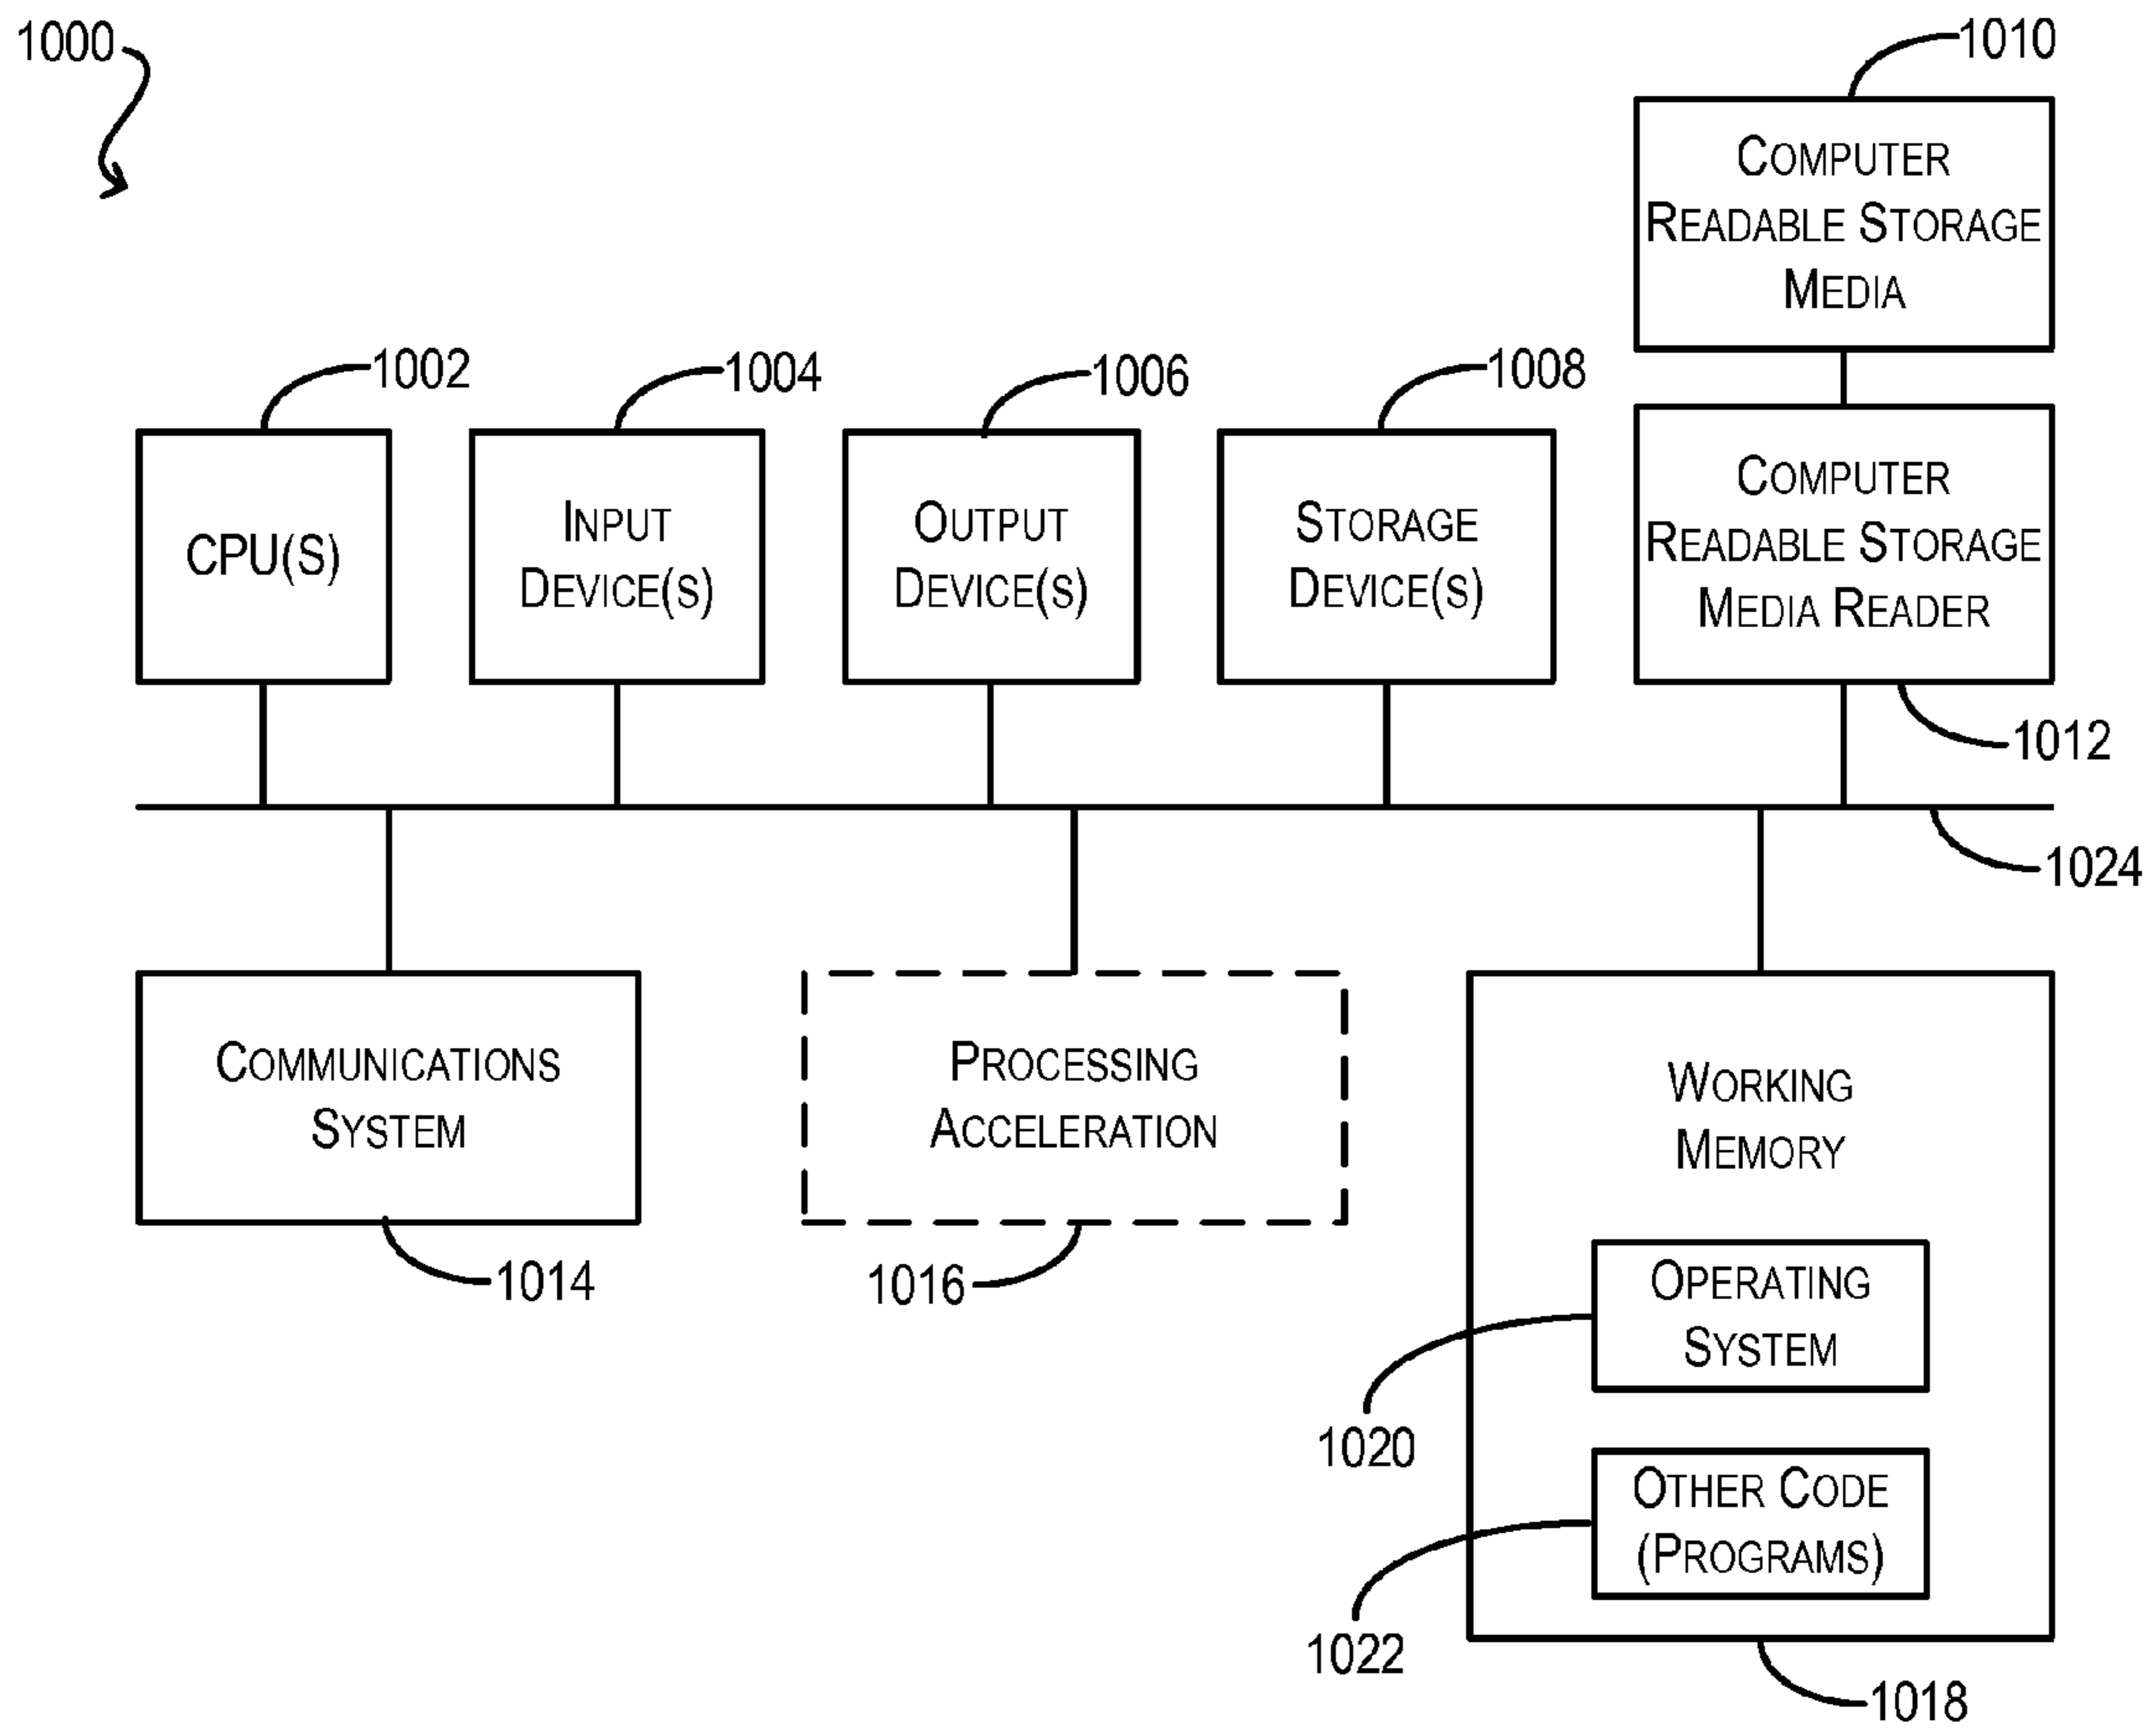 1000
1010
COMPUTER
READABLE STORAGE
MEDIA
1002
1004
1006
1008
CPU(S)
INPUT
DEVICE(S)
OUTPUT
DEVICE(S)
STORAGE
DEVICE(S)
COMPUTER
READABLE STORAGE
MEDIA READER
1012
1024
COMMUNICATIONS
SYSTEM
1014
PROCESSING
ACCELERATION
1016
WORKING
MEMORY
OPERATING
SYSTEM
1020
OTHER CODE
(PROGRAMS)
1022
1018